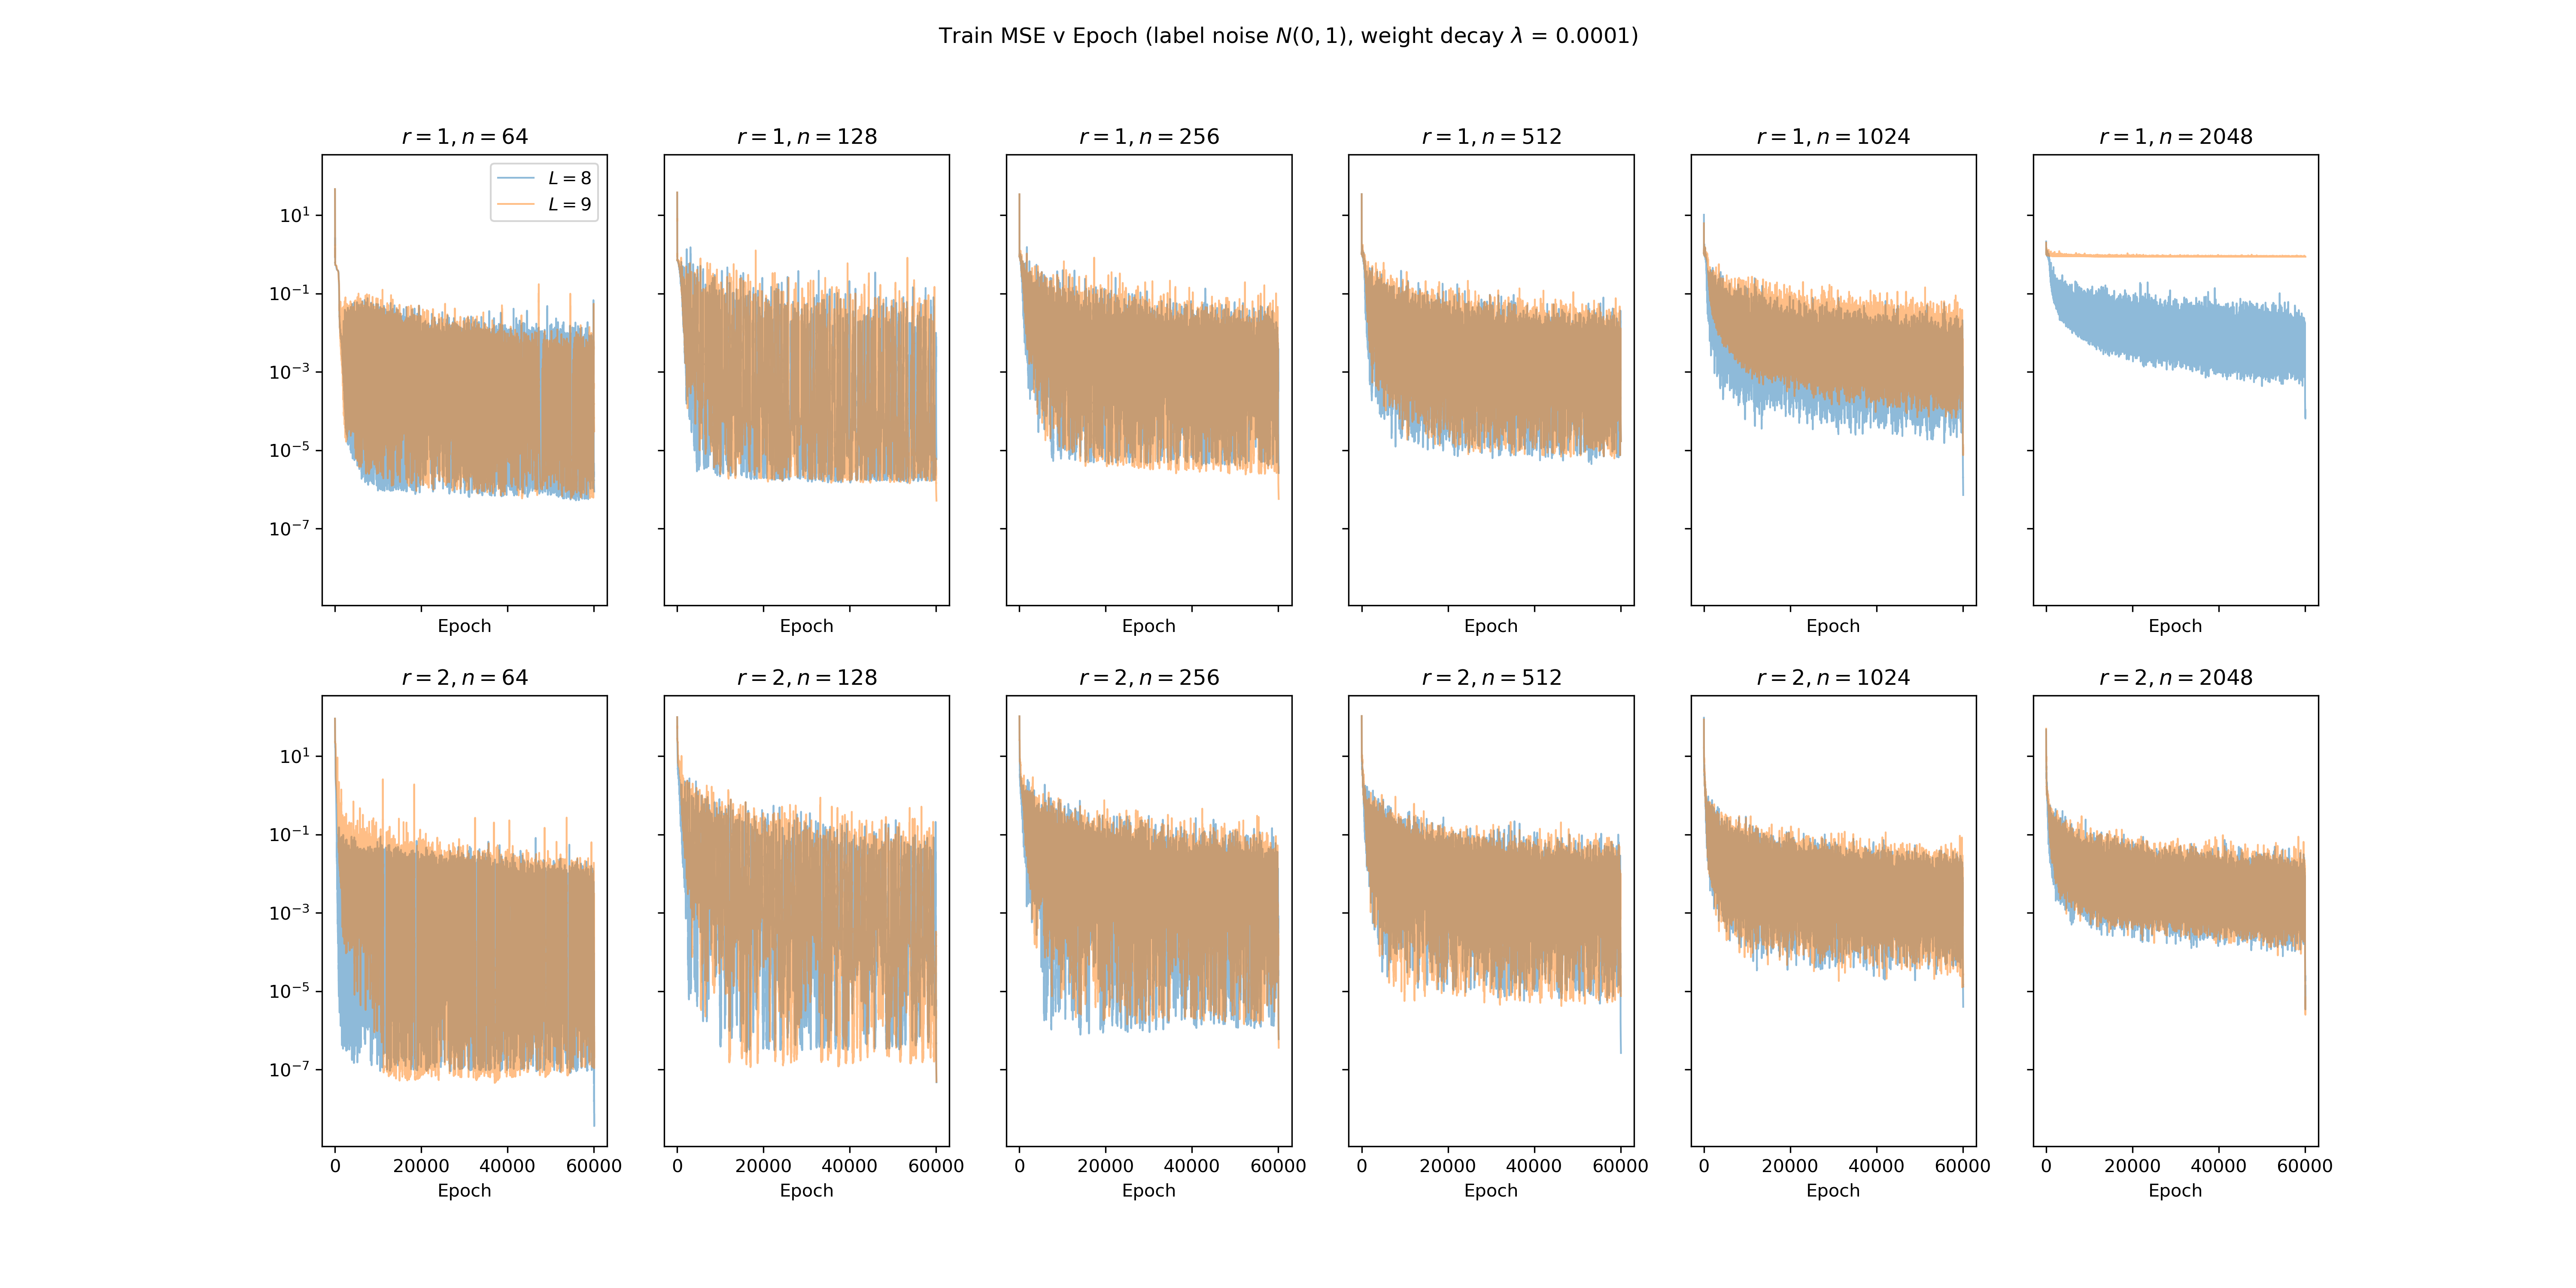 Train MSE v Epoch (label noise N(0, 1), weight decay λ = 0.0001)
r = 1, n = 64
r = 1, n = 128
r = 1, n = 256
r = 1, n = 512
r = 1, n = 1024
r = 1, n = 2048
L = 8
L = 9
10¹
10⁻¹
10⁻³
10⁻⁵
10⁻⁷
Epoch
Epoch
Epoch
Epoch
Epoch
Epoch
r = 2, n = 64
r = 2, n = 128
r = 2, n = 256
r = 2, n = 512
r = 2, n = 1024
r = 2, n = 2048
10¹
10⁻¹
10⁻³
10⁻⁵
10⁻⁷
0 20000 40000 60000
0 20000 40000 60000
0 20000 40000 60000
0 20000 40000 60000
0 20000 40000 60000
0 20000 40000 60000
Epoch
Epoch
Epoch
Epoch
Epoch
Epoch